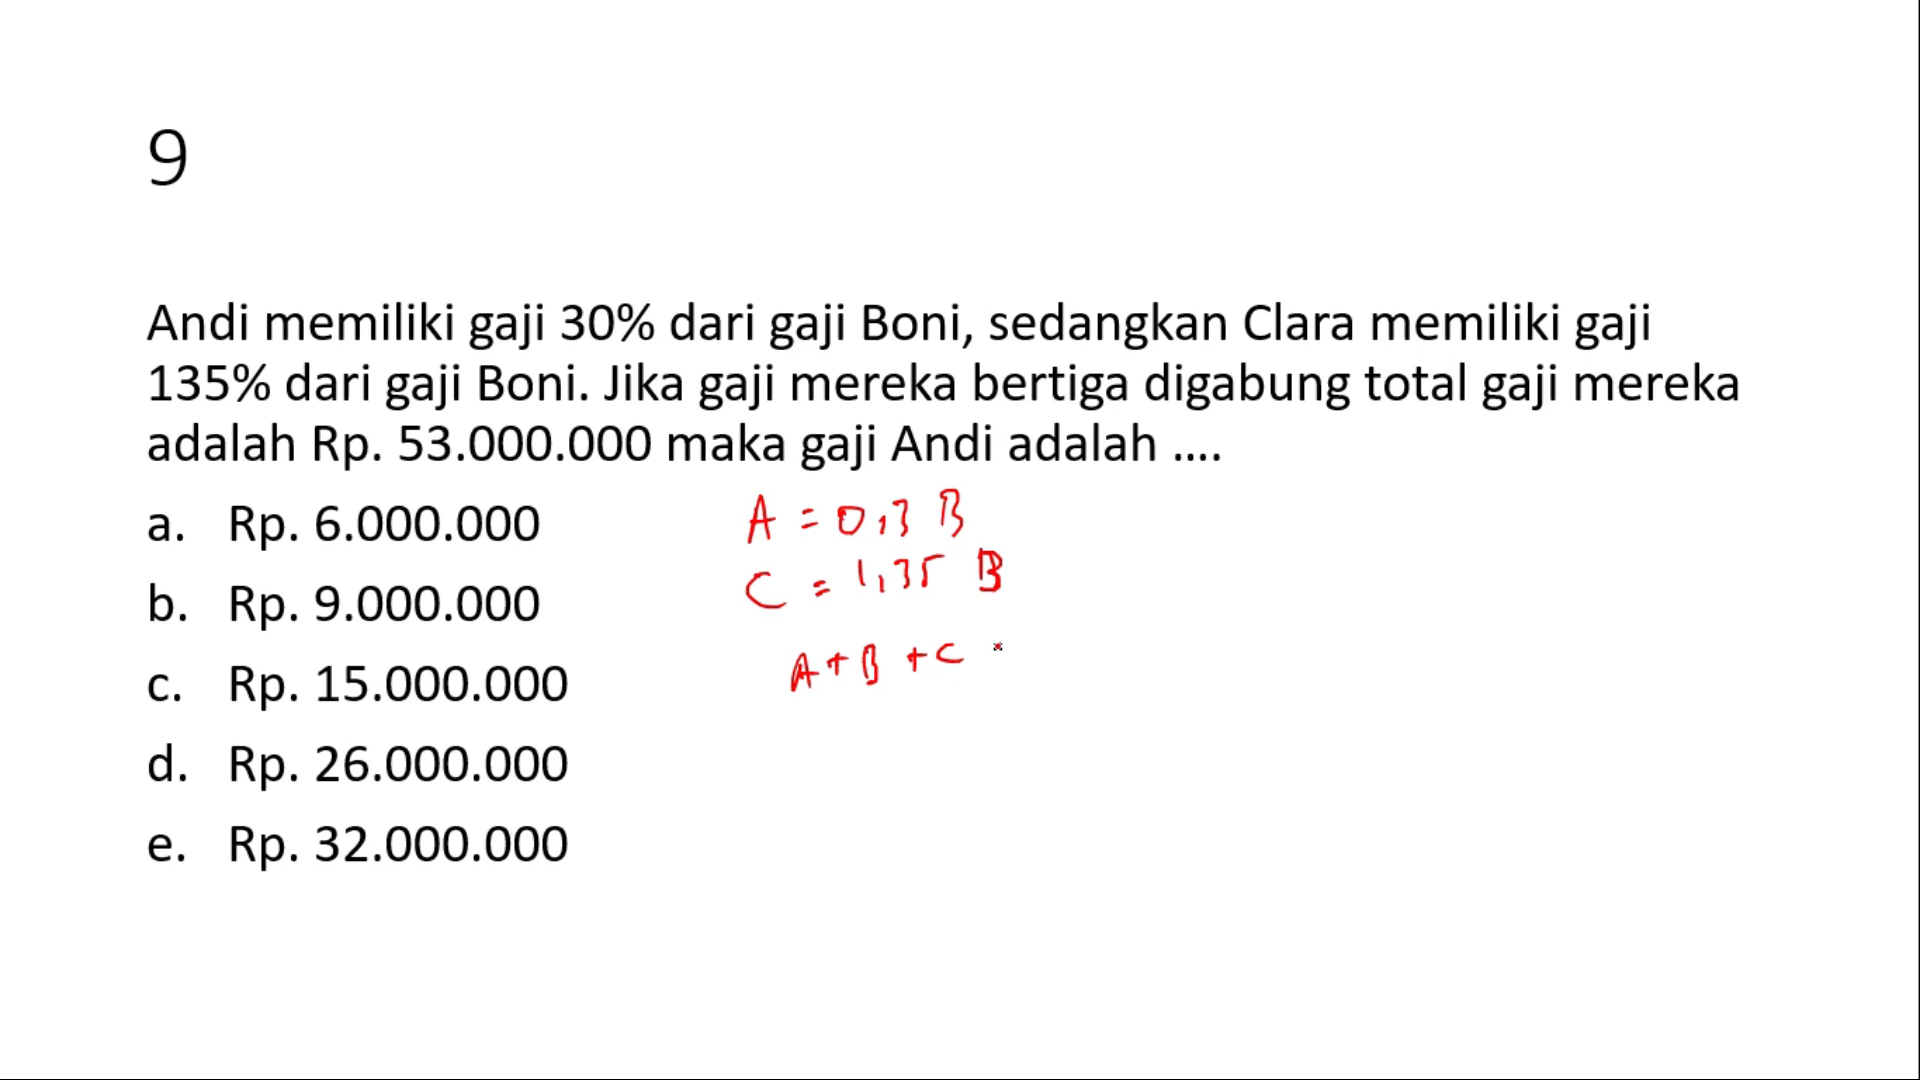 9
Andi memiliki gaji 30% dari gaji Boni, sedangkan Clara memiliki gaji
135% dari gaji Boni. Jika gaji mereka bertiga digabung total gaji mereka
adalah Rp. 53.000.000 maka gaji Andi adalah ....
a. Rp. 6.000.000
b. Rp. 9.000.000
c. Rp. 15.000.000
d. Rp. 26.000.000
e. Rp. 32.000.000
A = 0,3 B
C = 1,35 B
A + B + C